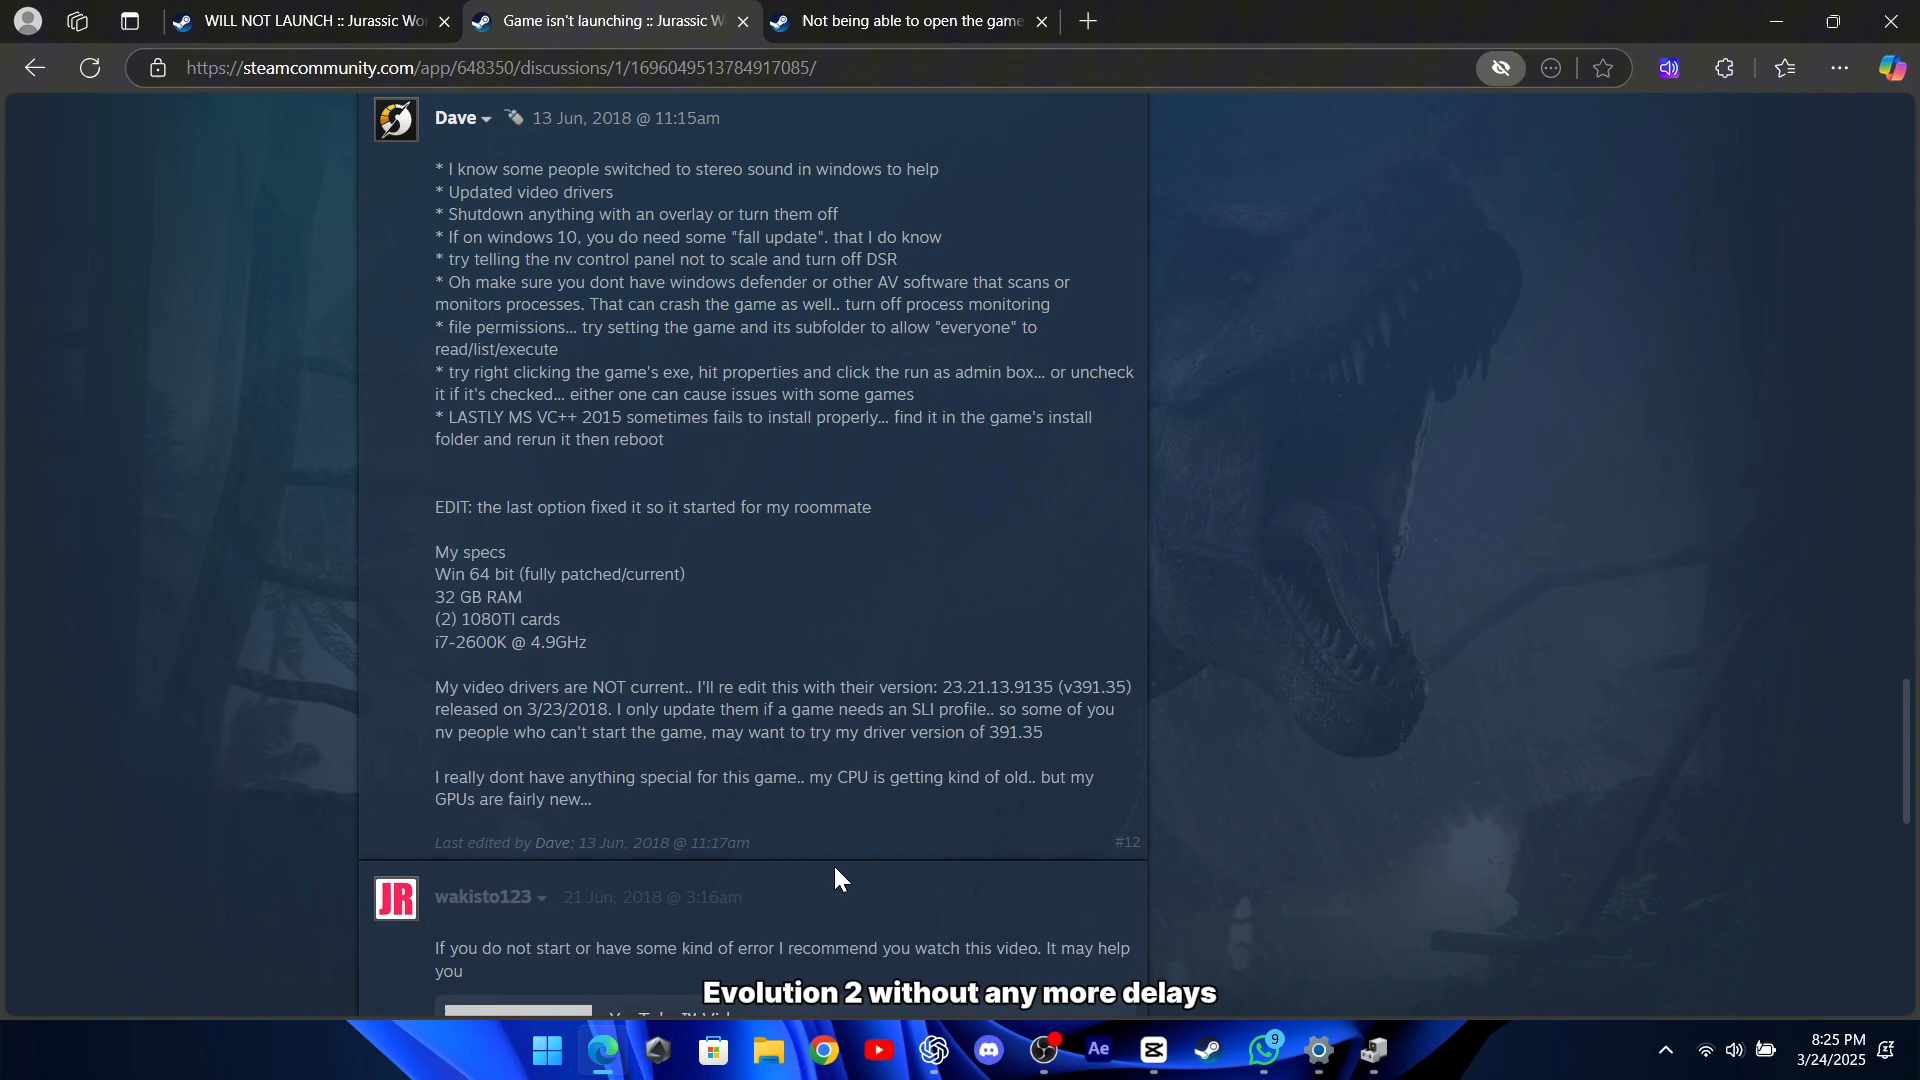 WILL NOT LAUNCH :: Jurassic Wor
Game isn't launching :: Jurassic W
Not being able to open the game
https://steamcommunity.com/app/648350/discussions/1/1696049513784917085/
Dave
13 Jun, 2018 @ 11:15am
* I know some people switched to stereo sound in windows to help
* Updated video drivers
* Shutdown anything with an overlay or turn them off
* If on windows 10, you do need some "fall update". that I do know
* try telling the nv control panel not to scale and turn off DSR
* Oh make sure you dont have windows defender or other AV software that scans or
monitors processes. That can crash the game as well.. turn off process monitoring
* file permissions... try setting the game and its subfolder to allow "everyone" to
read/list/execute
* try right clicking the game's exe, hit properties and click the run as admin box... or uncheck
it if it's checked... either one can cause issues with some games
* LASTLY MS VC++ 2015 sometimes fails to install properly... find it in the game's install
folder and rerun it then reboot
EDIT: the last option fixed it so it started for my roommate
My specs
Win 64 bit (fully patched/current)
32 GB RAM
(2) 1080TI cards
i7-2600K @ 4.9GHz
My video drivers are NOT current.. I'll re edit this with their version: 23.21.13.9135 (v391.35)
released on 3/23/2018. I only update them if a game needs an SLI profile.. so some of you
nv people who can't start the game, may want to try my driver version of 391.35
I really dont have anything special for this game.. my CPU is getting kind of old.. but my
GPUs are fairly new...
Last edited by Dave; 13 Jun, 2018 @ 11:17am
#12
JR
wakisto123
21 Jun, 2018 @ 3:16am
If you do not start or have some kind of error I recommend you watch this video. It may help
you
Evolution 2 without any more delays
Ae
9
8:25 PM
3/24/2025